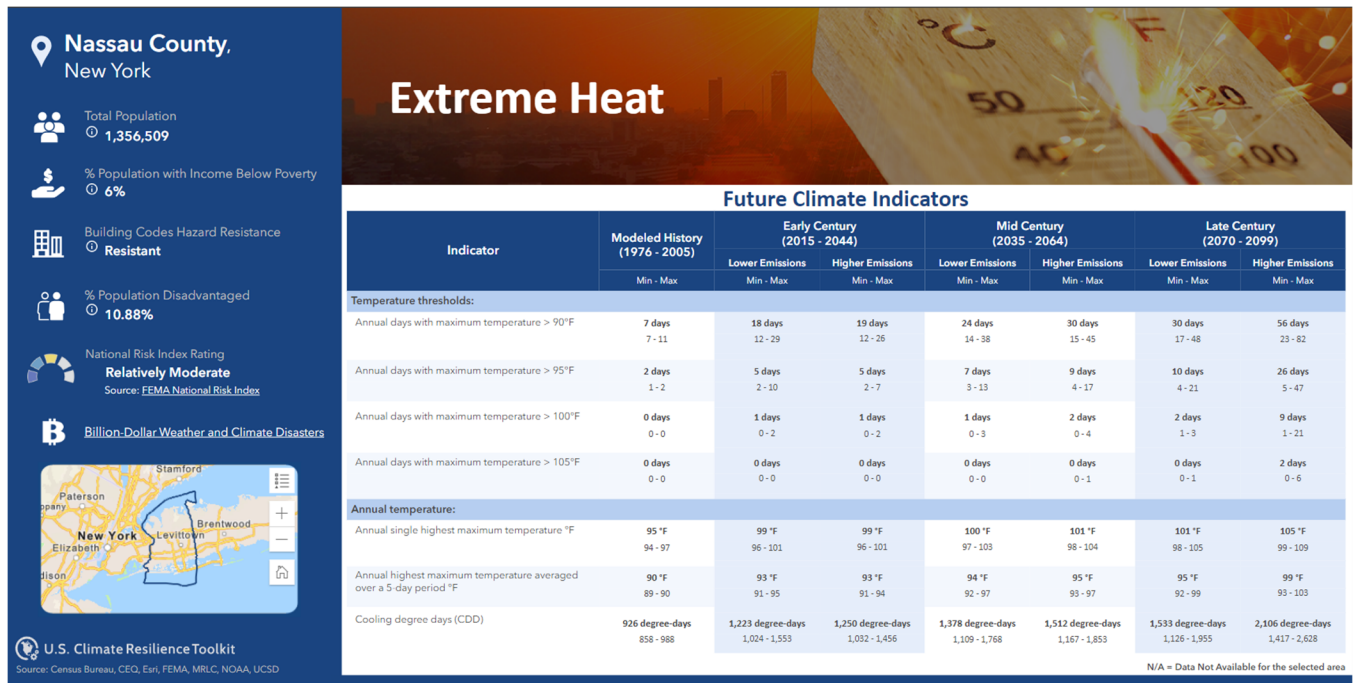 Nassau County,
New York
Total Population
1,356,509
% Population with Income Below Poverty
6%
Building Codes Hazard Resistance
Resistant
% Population Disadvantaged
10.88%
National Risk Index Rating
Relatively Moderate
Source: FEMA National Risk Index
Billion-Dollar Weather and Climate Disasters
Stamford
Paterson
pany
Brentwood
New York
Levittown
Elizabeth
dison
U.S. Climate Resilience Toolkit
Source: Census Bureau, CEQ, Esri, FEMA, MRLC, NOAA, UCSD
°C F
50 120
40 100
Extreme Heat
Future Climate Indicators
Indicator Modeled History (1976 - 2005) Early Century (2015 - 2044) Mid Century (2035 - 2064) Late Century (2070 - 2099)
Lower Emissions Higher Emissions Lower Emissions Higher Emissions Lower Emissions Higher Emissions
Min - Max Min - Max Min - Max Min - Max Min - Max Min - Max Min - Max
Temperature thresholds:
Annual days with maximum temperature > 90°F 7 days 18 days 19 days 24 days 30 days 30 days 56 days
7 - 11 12 - 29 12 - 26 14 - 38 15 - 45 17 - 48 23 - 82
Annual days with maximum temperature > 95°F 2 days 5 days 5 days 7 days 9 days 10 days 26 days
1 - 2 2 - 10 2 - 7 3 - 13 4 - 17 4 - 21 5 - 47
Annual days with maximum temperature > 100°F 0 days 1 days 1 days 1 days 2 days 2 days 9 days
0 - 0 0 - 2 0 - 2 0 - 3 0 - 4 1 - 3 1 - 21
Annual days with maximum temperature > 105°F 0 days 0 days 0 days 0 days 0 days 0 days 2 days
0 - 0 0 - 0 0 - 0 0 - 0 0 - 1 0 - 1 0 - 6
Annual temperature:
Annual single highest maximum temperature °F 95 °F 99 °F 99 °F 100 °F 101 °F 101 °F 105 °F
94 - 97 96 - 101 96 - 101 97 - 103 98 - 104 98 - 105 99 - 109
Annual highest maximum temperature averaged
over a 5-day period °F 90 °F 93 °F 93 °F 94 °F 95 °F 95 °F 99 °F
89 - 90 91 - 95 91 - 94 92 - 97 93 - 97 92 - 99 93 - 103
Cooling degree days (CDD) 926 degree-days 1,223 degree-days 1,250 degree-days 1,378 degree-days 1,512 degree-days 1,533 degree-days 2,106 degree-days
858 - 988 1,024 - 1,553 1,032 - 1,456 1,109 - 1,768 1,167 - 1,853 1,126 - 1,955 1,417 - 2,628
N/A = Data Not Available for the selected area